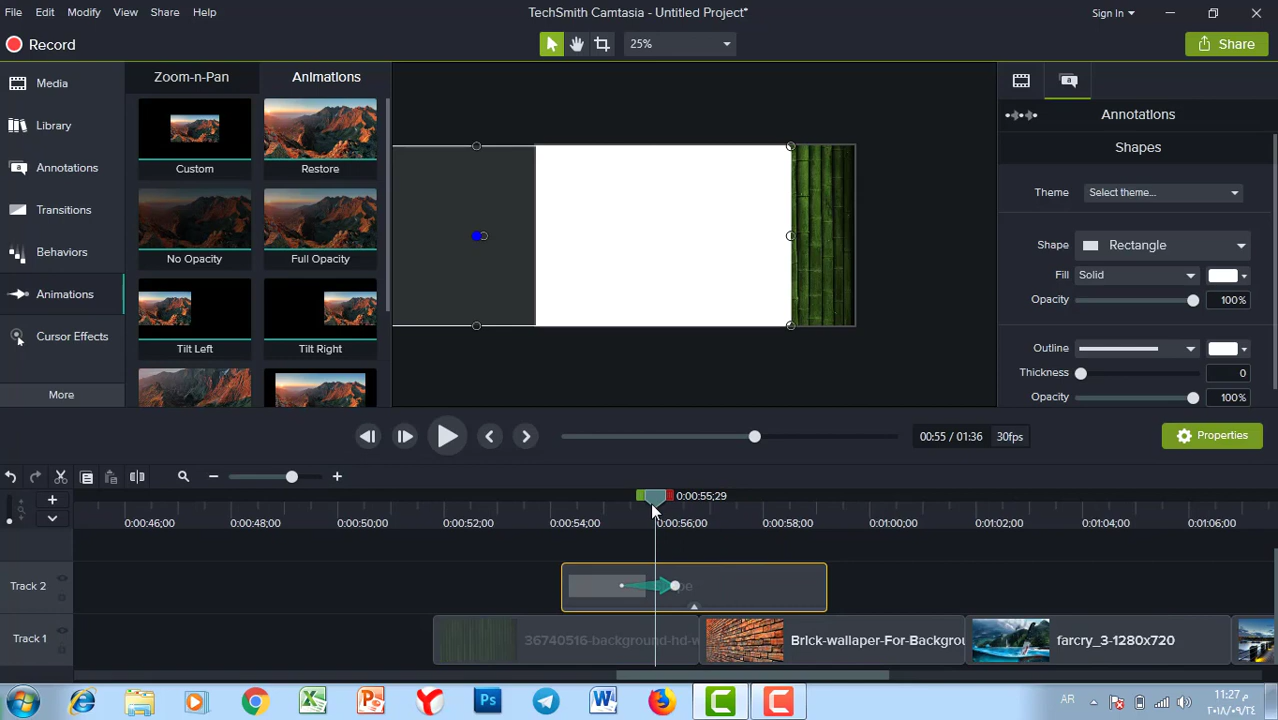 File Edit Modify View Share Help TechSmith Camtasia - Untitled Project* Sign In
Record 25% Share
Media
Library
Annotations
Transitions
Behaviors
Animations
Cursor Effects
More
Zoom-n-Pan Animations
Custom Restore
No Opacity Full Opacity
Tilt Left Tilt Right
Annotations
Shapes
Theme Select theme...
Shape Rectangle
Fill Solid
Opacity 100%
Outline
Thickness 0
Opacity 100%
00:55 / 01:36 30fps Properties
0:00:55;29
0:00:46;00 0:00:48;00 0:00:50;00 0:00:52;00 0:00:54;00 0:00:56;00 0:00:58;00 0:01:00;00 0:01:02;00 0:01:04;00 0:01:06;00
Track 2
Track 1 36740516-background-hd-w Brick-wallaper-For-Backgrou farcry_3-1280x720
AR
11:27 م
٢٠١٨/٠٩/٢٤